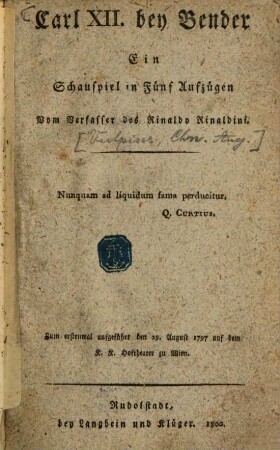 Carl XII. bey Bender
Ein
Schauspiel in Fünf Aufzügen
Vom Verfasser des Rinaldo Rinaldini.
[Vulpius, Chn. Aug.]
Nunquam ad liquidum fama perducitur.
Q. CURTIUS.
Zum erstenmal aufgeführt den 29. August 1797 auf dem
K. K. Hoftheater zu Wien.
Rudolstadt,
bey Langbein und Klüger. 1800.